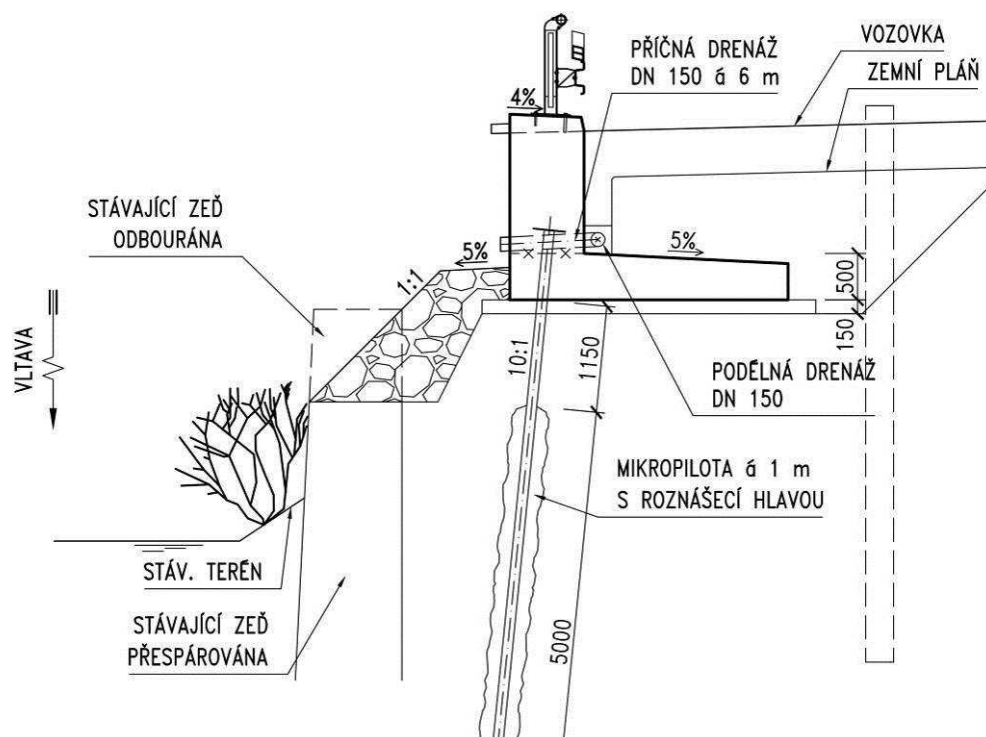 PŘÍČNÁ DRENÁŽ
DN 150 á 6 m
VOZOVKA
ZEMNÍ PLÁŇ
4%
STÁVAJÍCÍ ZEĎ
ODBOURÁNA
5%
5%
1:1
500
150
VLTAVA
10:1
1150
PODÉLNÁ DRENÁŽ
DN 150
MIKROPILOTA á 1 m
S ROZNÁŠECÍ HLAVOU
STÁV. TERÉN
STÁVAJÍCÍ ZEĎ
PŘESPÁROVÁNA
5000